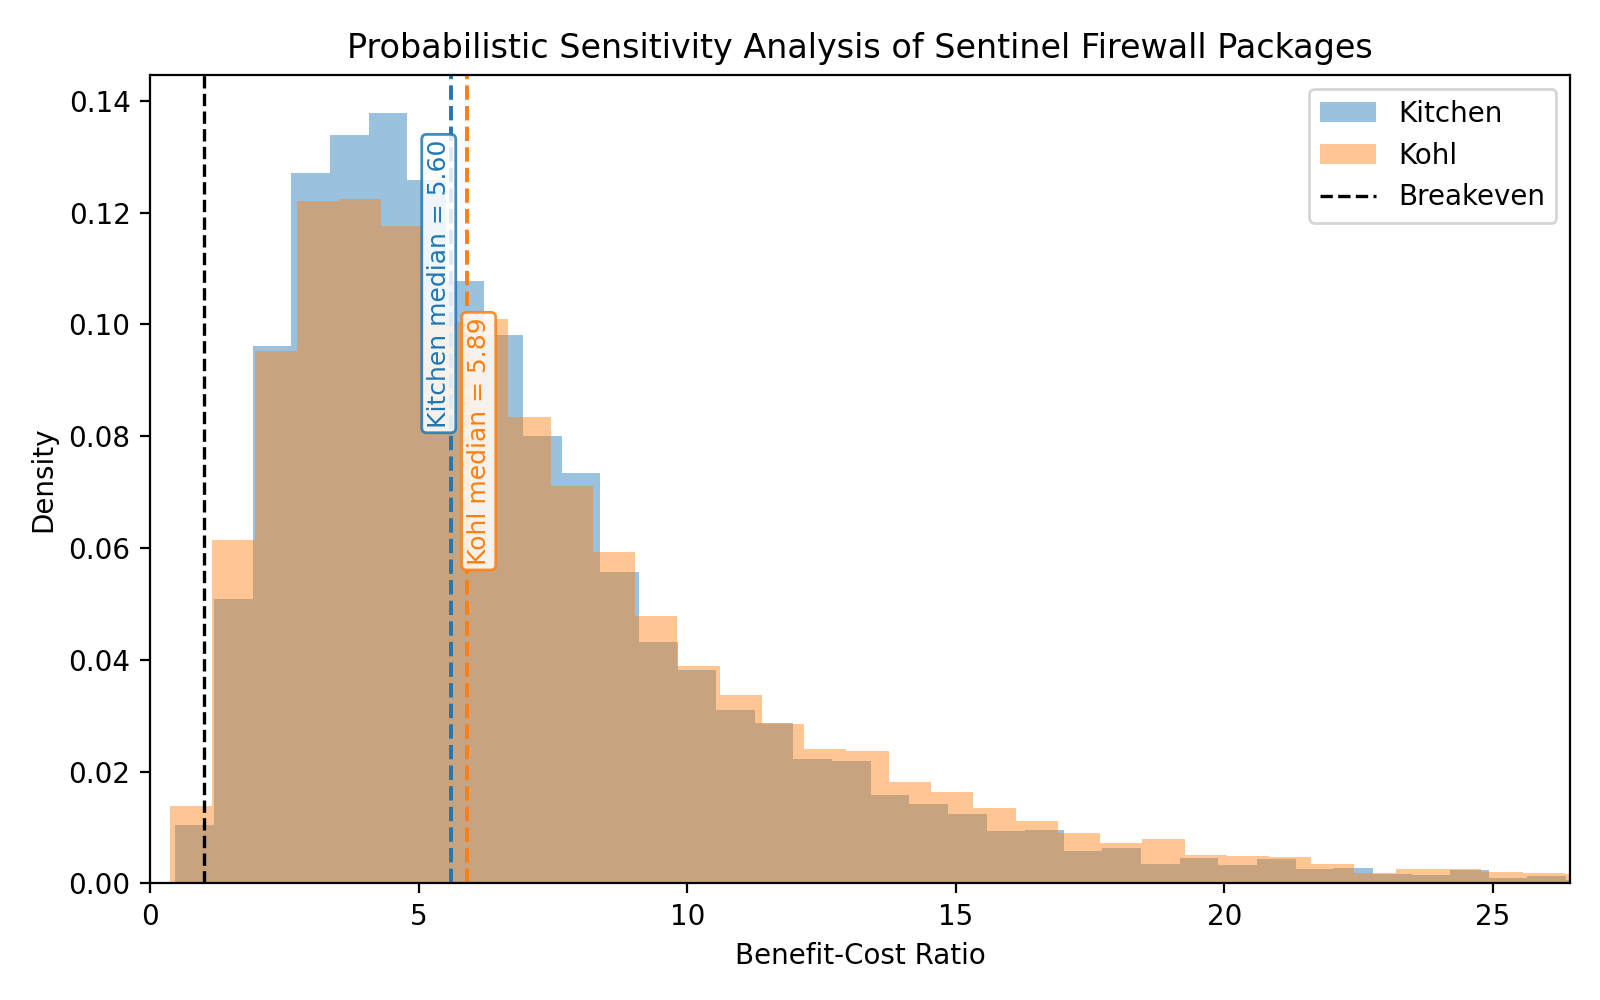 Probabilistic Sensitivity Analysis of Sentinel Firewall Packages
Kitchen
Kohl
Breakeven
Kitchen median = 5.60
Kohl median = 5.89
Density
0.14
0.12
0.10
0.08
0.06
0.04
0.02
0.00
0
5
10
15
20
25
Benefit-Cost Ratio